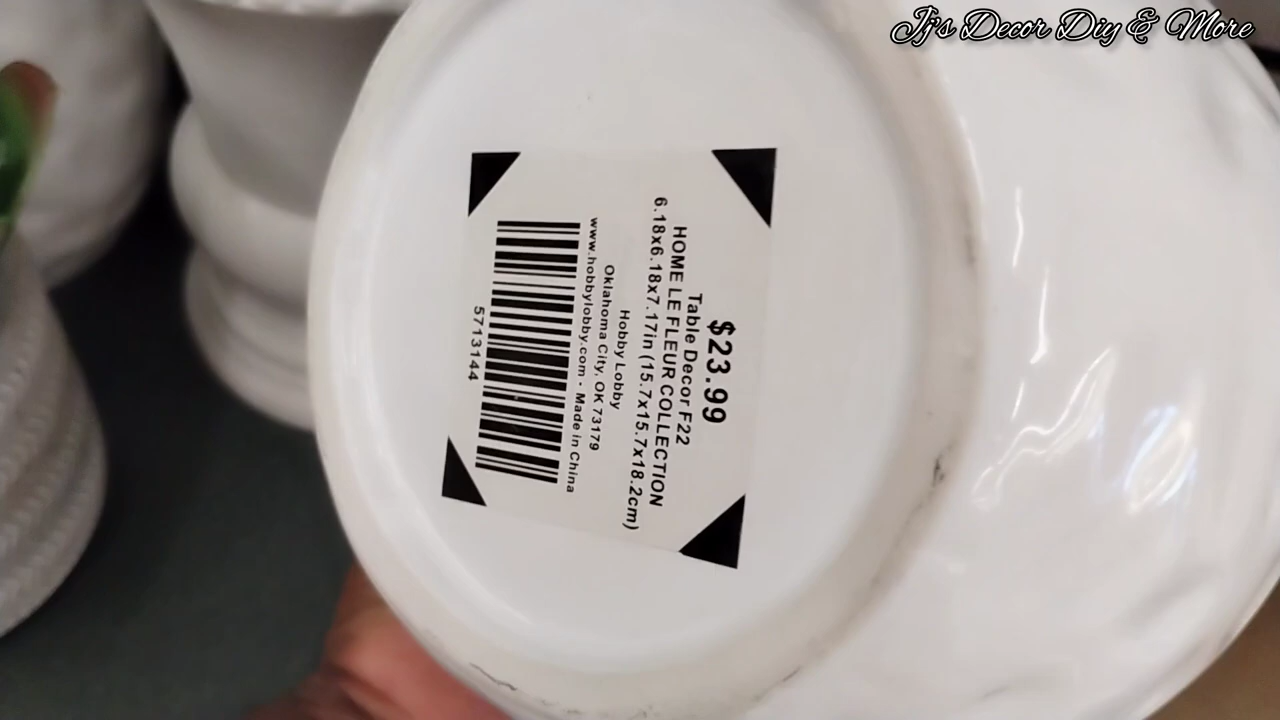 Jj's Decor Diy & More
$23.99
Table Decor F22
HOME LE FLEUR COLLECTION
6.18x6.18x7.17in (15.7x15.7x18.2cm)
Hobby Lobby
Oklahoma City, OK 73179
www.hobbylobby.com - Made in China
5713144